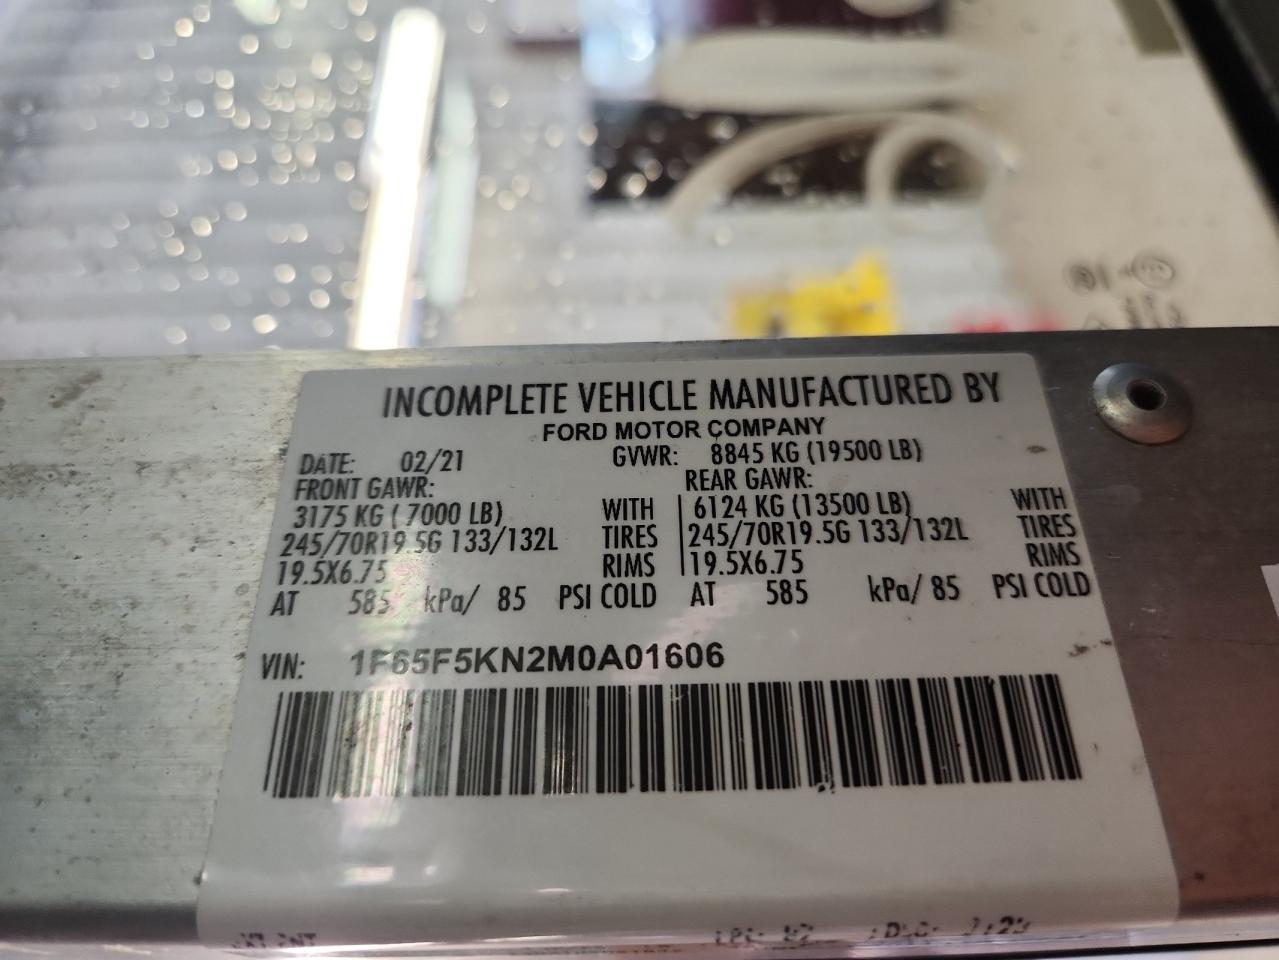 INCOMPLETE VEHICLE MANUFACTURED BY
FORD MOTOR COMPANY
DATE: 02/21 GVWR: 8845 KG (19500 LB)
FRONT GAWR: REAR GAWR:
3175 KG ( 7000 LB) WITH 6124 KG (13500 LB) WITH
245/70R19.5G 133/132L TIRES 245/70R19.5G 133/132L TIRES
19.5X6.75 RIMS 19.5X6.75 RIMS
AT 585 kPa/ 85 PSI COLD AT 585 kPa/ 85 PSI COLD
VIN: 1F65F5KN2M0A01606